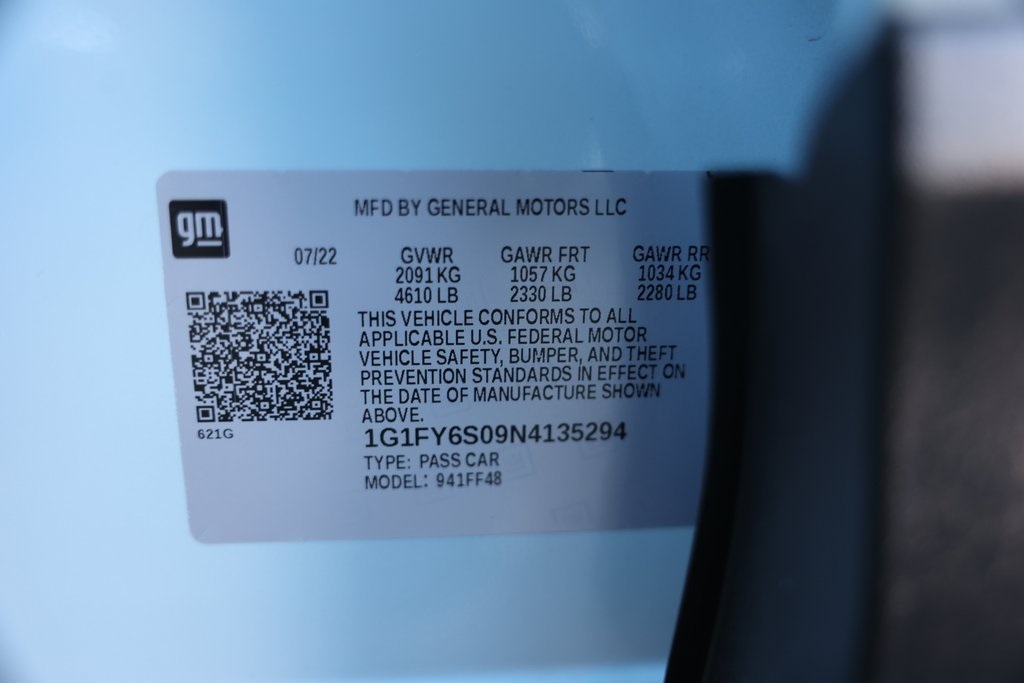 gm
MFD BY GENERAL MOTORS LLC
07/22 GVWR GAWR FRT GAWR RR
2091 KG 1057 KG 1034 KG
4610 LB 2330 LB 2280 LB
THIS VEHICLE CONFORMS TO ALL
APPLICABLE U.S. FEDERAL MOTOR
VEHICLE SAFETY, BUMPER, AND THEFT
PREVENTION STANDARDS IN EFFECT ON
THE DATE OF MANUFACTURE SHOWN
ABOVE.
621G
1G1FY6S09N4135294
TYPE: PASS CAR
MODEL: 941FF48